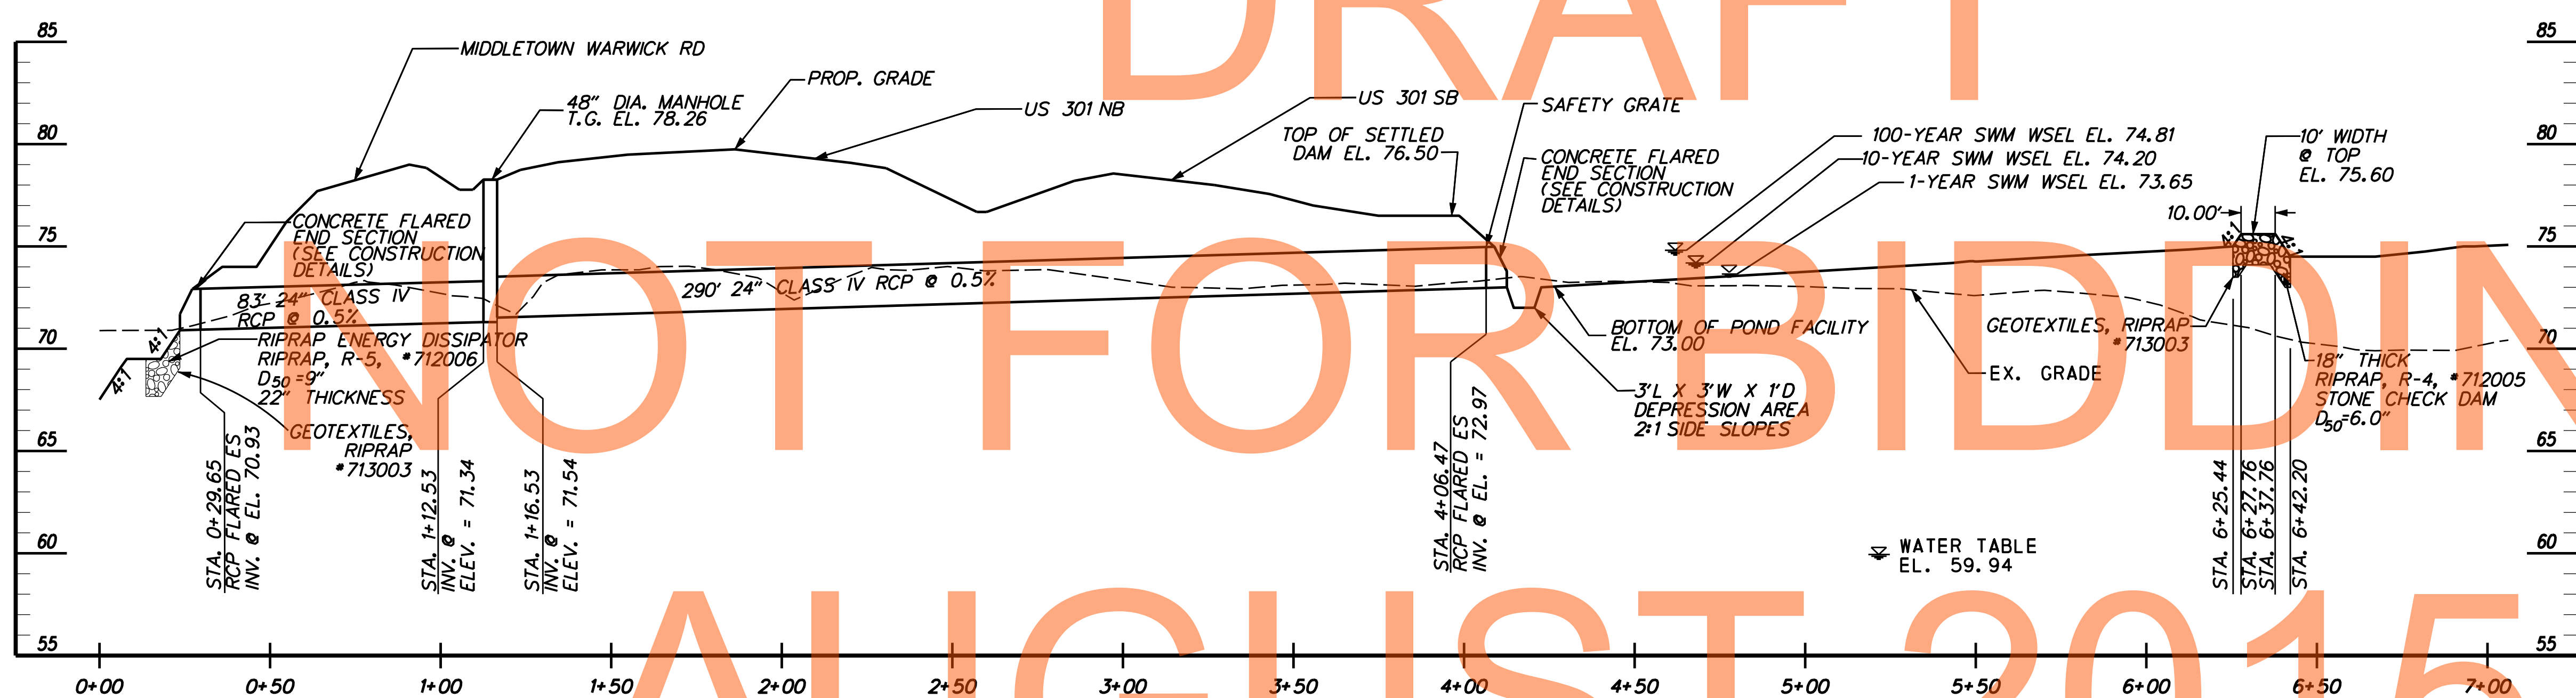 DRAFT
NOT FOR BIDDIN
AUGUST 2015
85
80
75
70
65
60
55
MIDDLETOWN WARWICK RD
48" DIA. MANHOLE
T.G. EL. 78.26
PROP. GRADE
US 301 NB
US 301 SB
TOP OF SETTLED
DAM EL. 76.50
SAFETY GRATE
CONCRETE FLARED
END SECTION
(SEE CONSTRUCTION
DETAILS)
100-YEAR SWM WSEL EL. 74.81
10-YEAR SWM WSEL EL. 74.20
1-YEAR SWM WSEL EL. 73.65
10' WIDTH
@ TOP
EL. 75.60
10.00'
4:1
4:1
CONCRETE FLARED
END SECTION
(SEE CONSTRUCTION
DETAILS)
83' 24" CLASS IV
RCP @ 0.5%
290' 24" CLASS IV RCP @ 0.5%
4:1
4:1
RIPRAP ENERGY DISSIPATOR
RIPRAP, R-5, #712006
D50=9"
22" THICKNESS
GEOTEXTILES,
RIPRAP
#713003
BOTTOM OF POND FACILITY
EL. 73.00
3'L X 3'W X 1'D
DEPRESSION AREA
2:1 SIDE SLOPES
EX. GRADE
GEOTEXTILES, RIPRAP
#713003
18" THICK
RIPRAP, R-4, #712005
STONE CHECK DAM
D50=6.0"
STA. 0+29.65
RCP FLARED ES
INV. @ EL. 70.93
STA. 1+12.53
INV. @
ELEV. = 71.34
STA. 1+16.53
INV. @
ELEV. = 71.54
STA. 4+06.47
RCP FLARED ES
INV. @ EL. = 72.97
WATER TABLE
EL. 59.94
STA. 6+25.44
STA. 6+27.76
STA. 6+37.76
STA. 6+42.20
85
80
75
70
65
60
55
0+00
0+50
1+00
1+50
2+00
2+50
3+00
3+50
4+00
4+50
5+00
5+50
6+00
6+50
7+00